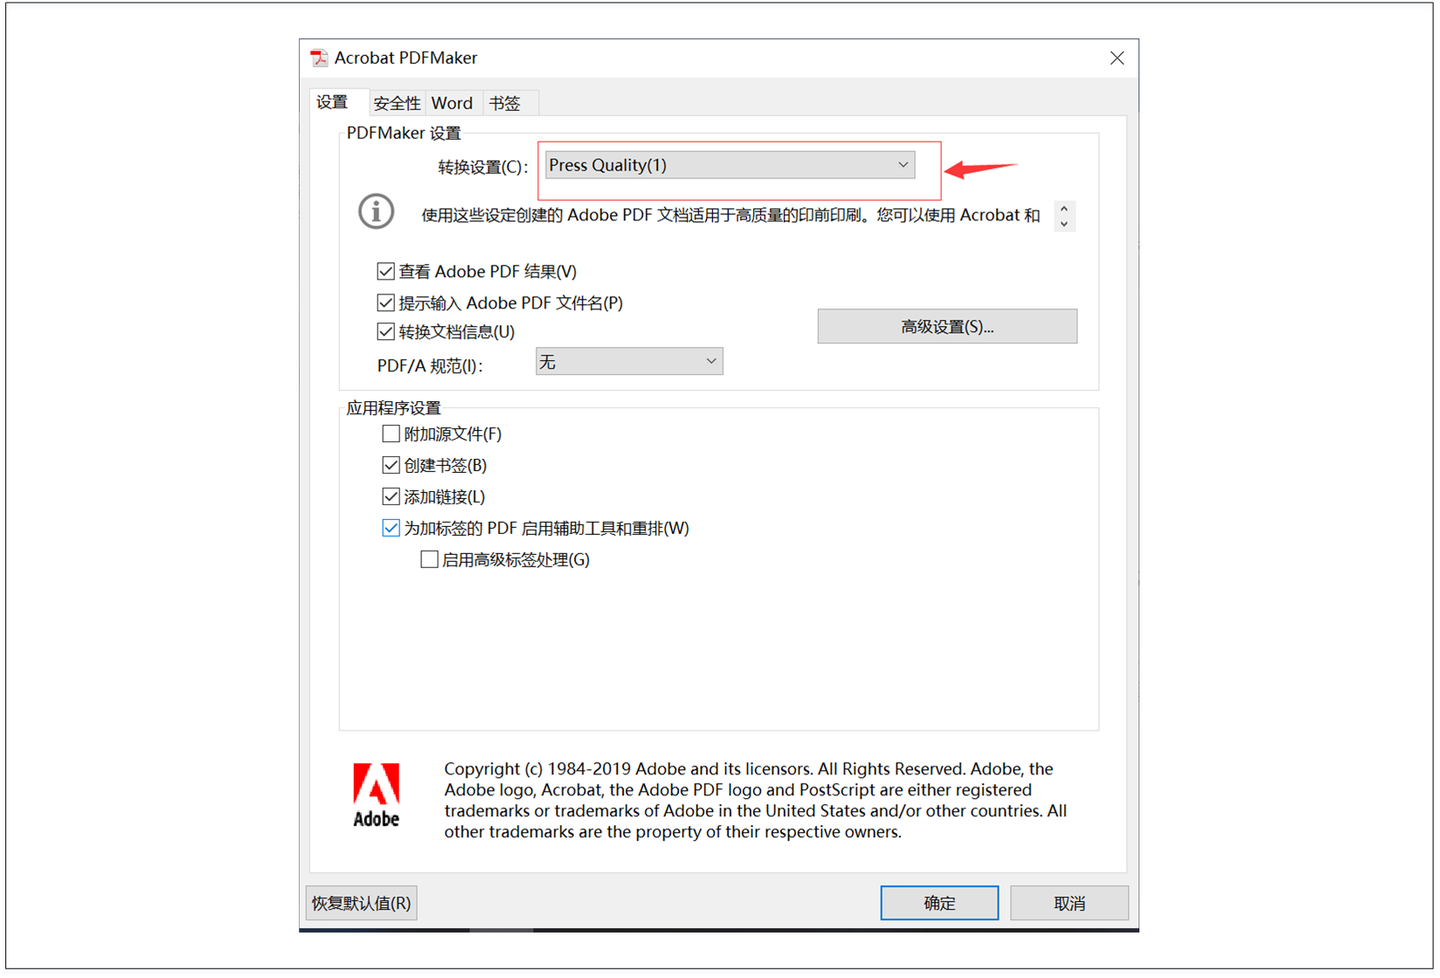 Acrobat PDFMaker
设置 安全性 Word 书签
PDFMaker 设置
转换设置(C)： Press Quality(1)
使用这些设定创建的 Adobe PDF 文档适用于高质量的印前印刷。您可以使用 Acrobat 和
查看 Adobe PDF 结果(V)
提示输入 Adobe PDF 文件名(P)
转换文档信息(U)
高级设置(S)...
PDF/A 规范(I)： 无
应用程序设置
附加源文件(F)
创建书签(B)
添加链接(L)
为加标签的 PDF 启用辅助工具和重排(W)
启用高级标签处理(G)
Adobe
Copyright (c) 1984-2019 Adobe and its licensors. All Rights Reserved. Adobe, the
Adobe logo, Acrobat, the Adobe PDF logo and PostScript are either registered
trademarks or trademarks of Adobe in the United States and/or other countries. All
other trademarks are the property of their respective owners.
恢复默认值(R) 确定 取消